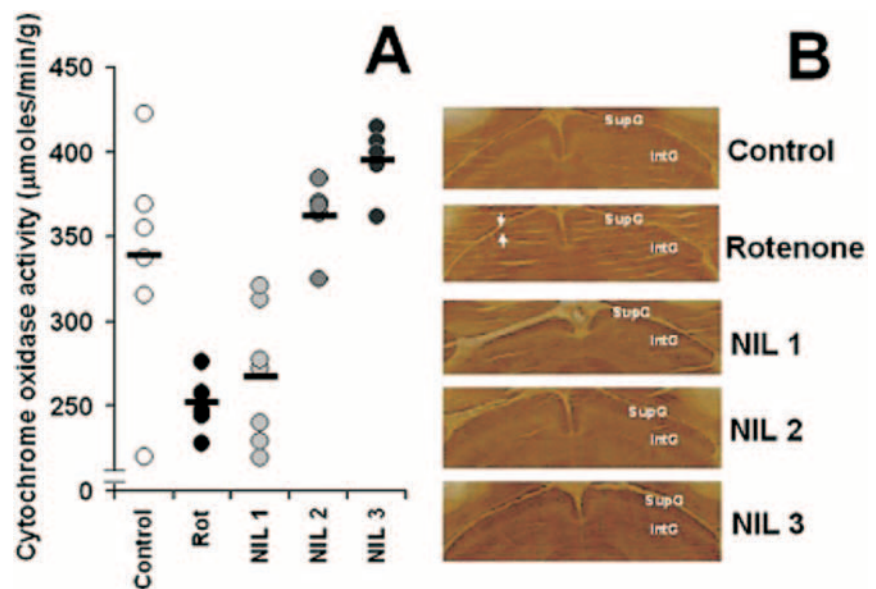 A
B
Cytochrome oxidase activity (μmoles/min/g)
450
400
350
300
250
0
Control
Rot
NIL 1
NIL 2
NIL 3
SupG
IntG
Control
SupG
IntG
Rotenone
SupG
IntG
NIL 1
SupG
IntG
NIL 2
SupG
IntG
NIL 3